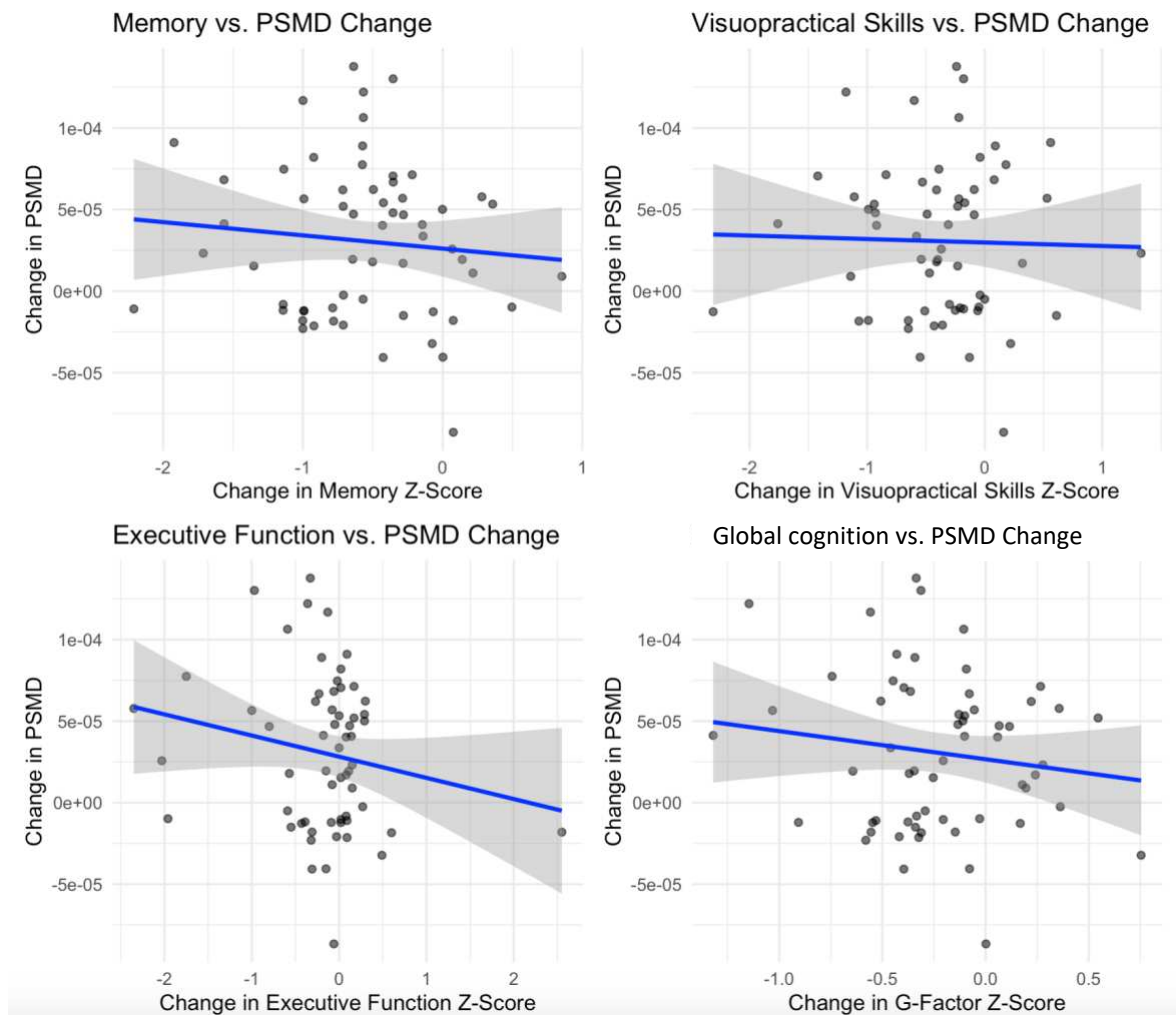 Memory vs. PSMD Change
Change in PSMD
1e-04
5e-05
0e+00
-5e-05
-2
-1
0
1
Change in Memory Z-Score
Visuopractical Skills vs. PSMD Change
Change in PSMD
1e-04
5e-05
0e+00
-5e-05
-2
-1
0
1
Change in Visuopractical Skills Z-Score
Executive Function vs. PSMD Change
Change in PSMD
1e-04
5e-05
0e+00
-5e-05
-2
-1
0
1
2
Change in Executive Function Z-Score
Global cognition vs. PSMD Change
Change in PSMD
1e-04
5e-05
0e+00
-5e-05
-1.0
-0.5
0.0
0.5
Change in G-Factor Z-Score